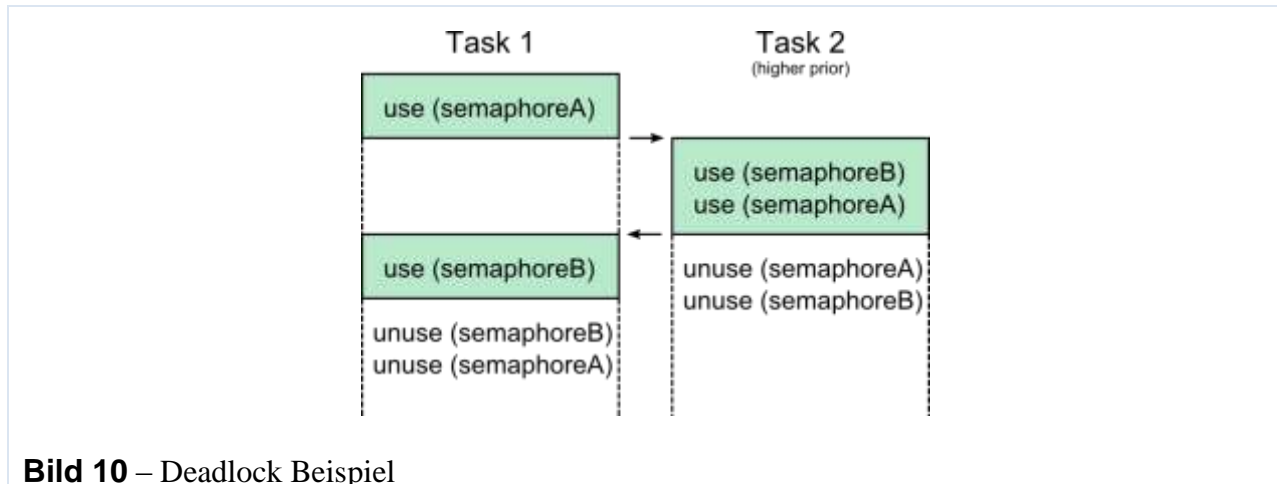 Task 1
Task 2
(higher prior)
use (semaphoreA)
use (semaphoreB)
use (semaphoreA)
use (semaphoreB)
unuse (semaphoreA)
unuse (semaphoreB)
unuse (semaphoreB)
unuse (semaphoreA)
Bild 10 – Deadlock Beispiel